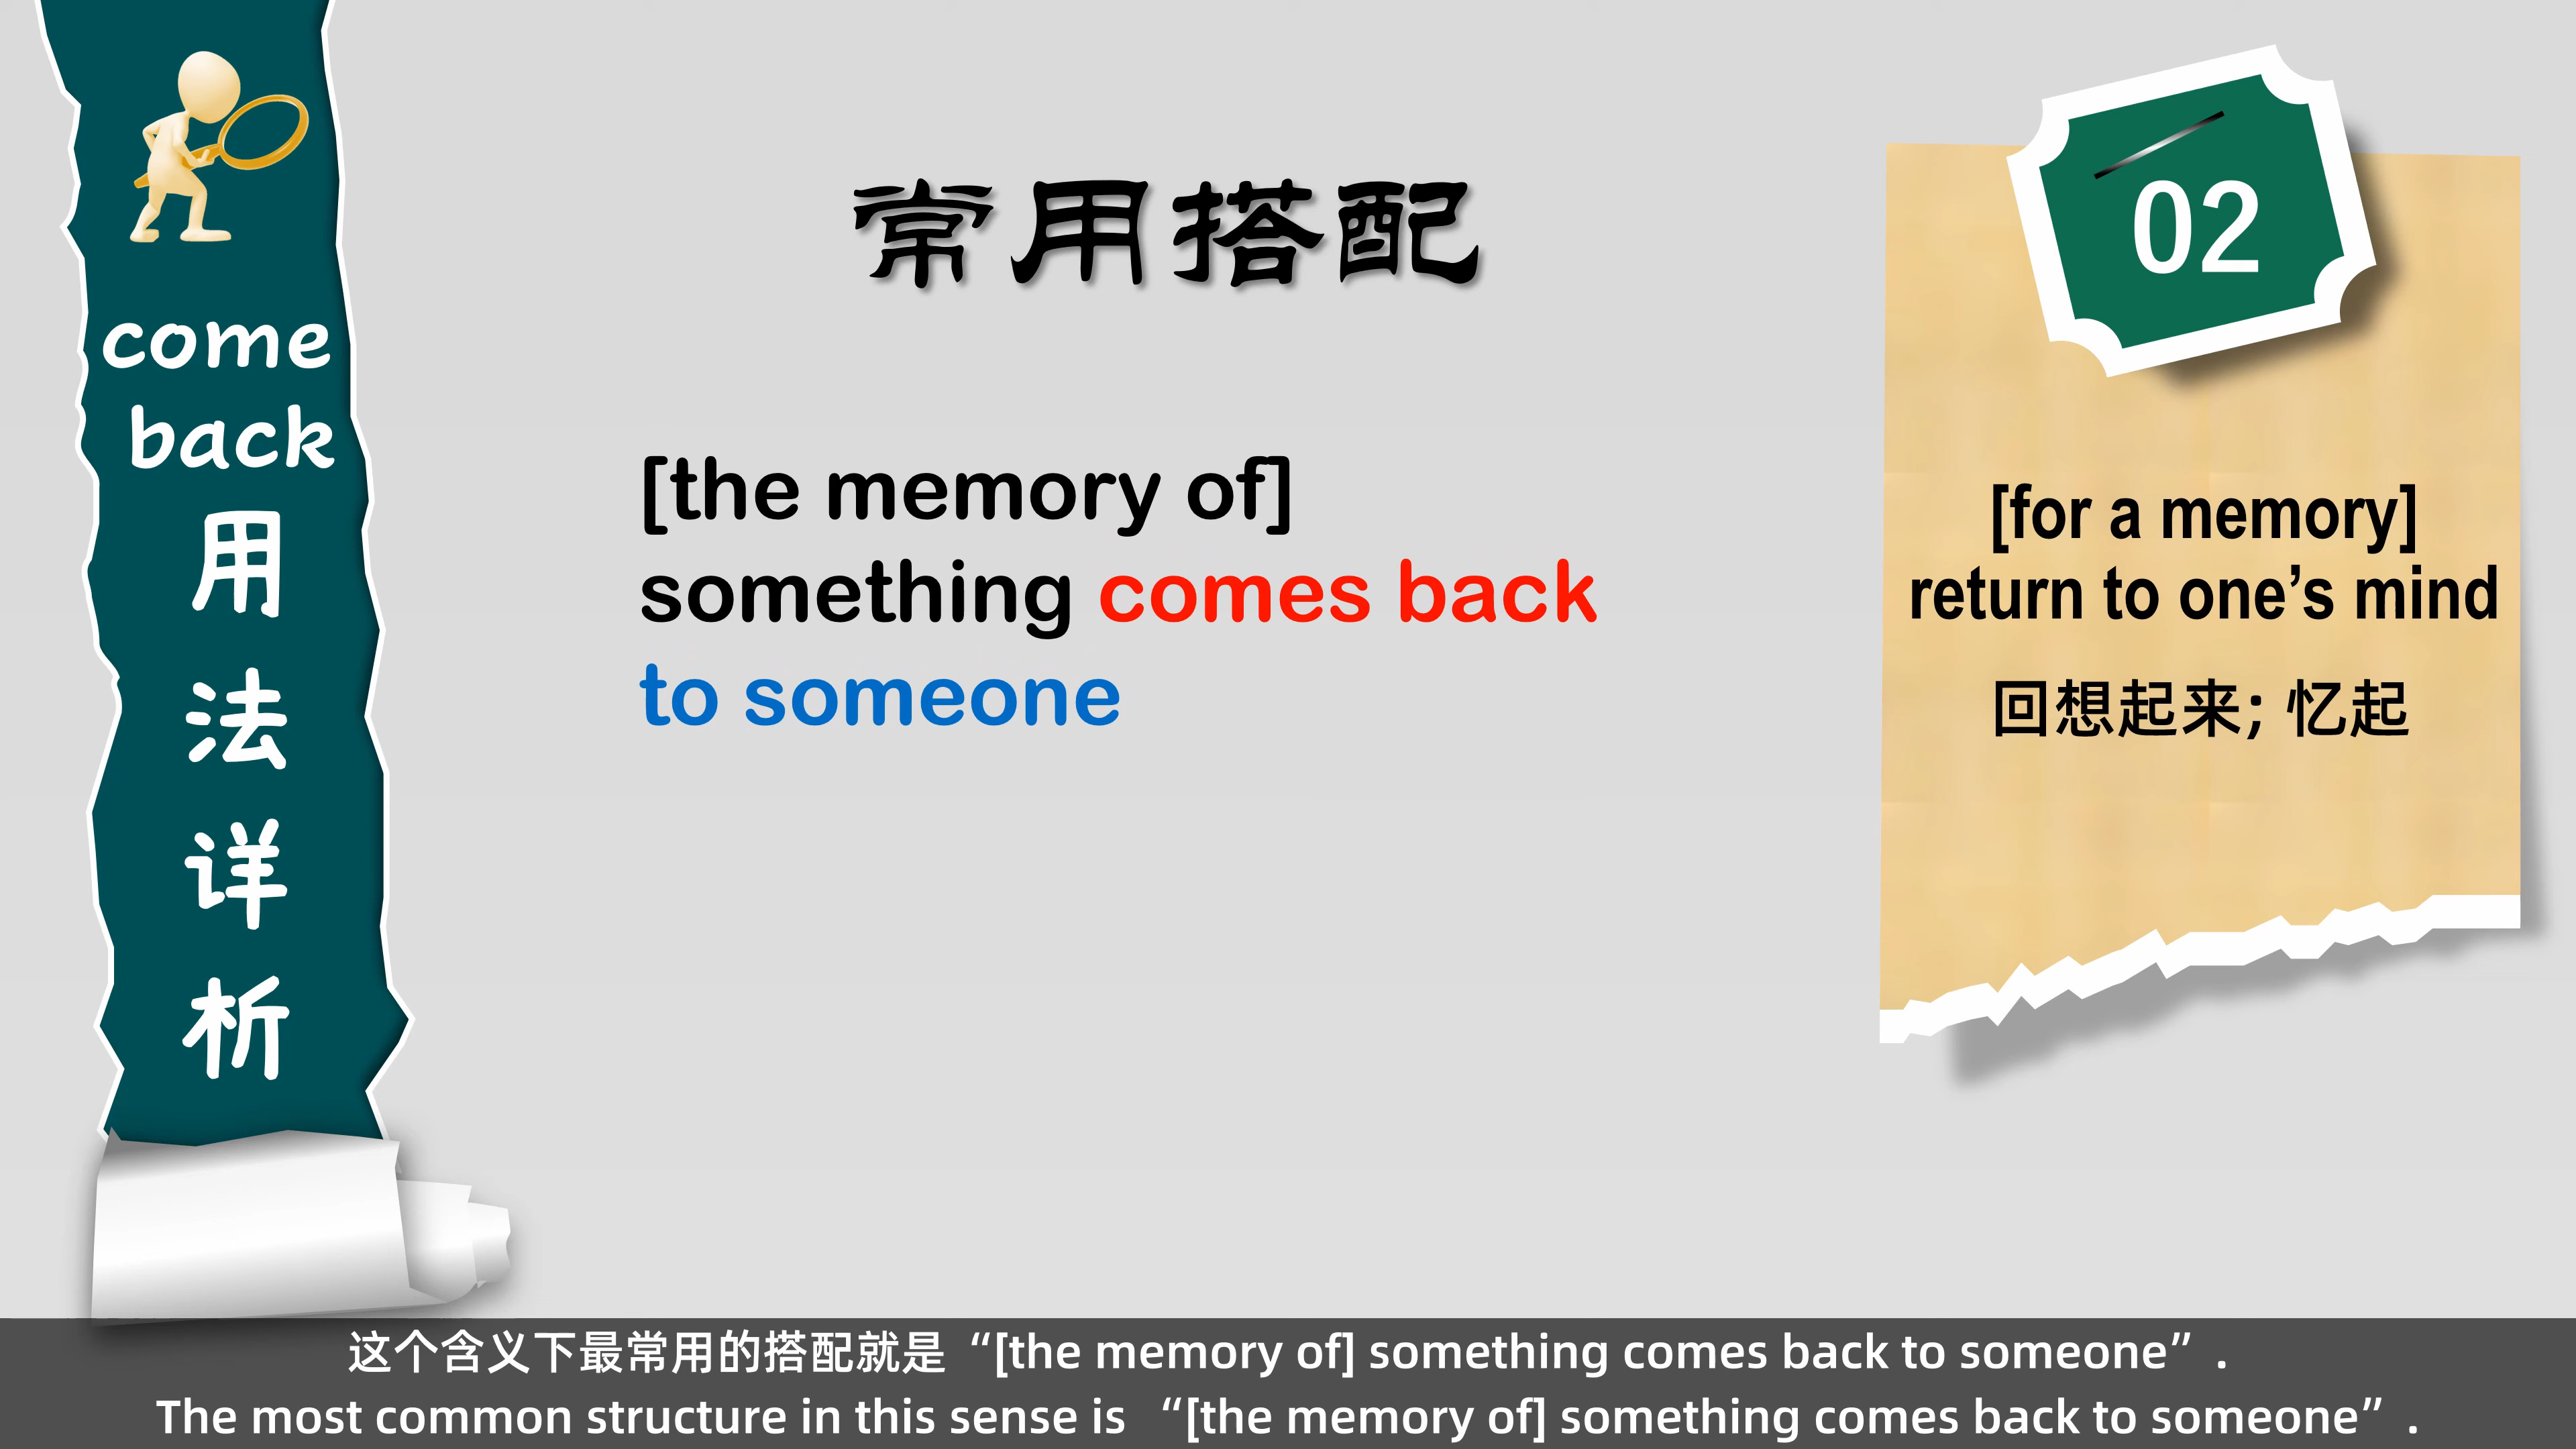 come
back
用
法
详
析
常用搭配
[the memory of]
something comes back
to someone
02
[for a memory]
return to one’s mind
回想起来; 忆起
这个含义下最常用的搭配就是“[the memory of] something comes back to someone”.
The most common structure in this sense is “[the memory of] something comes back to someone”.